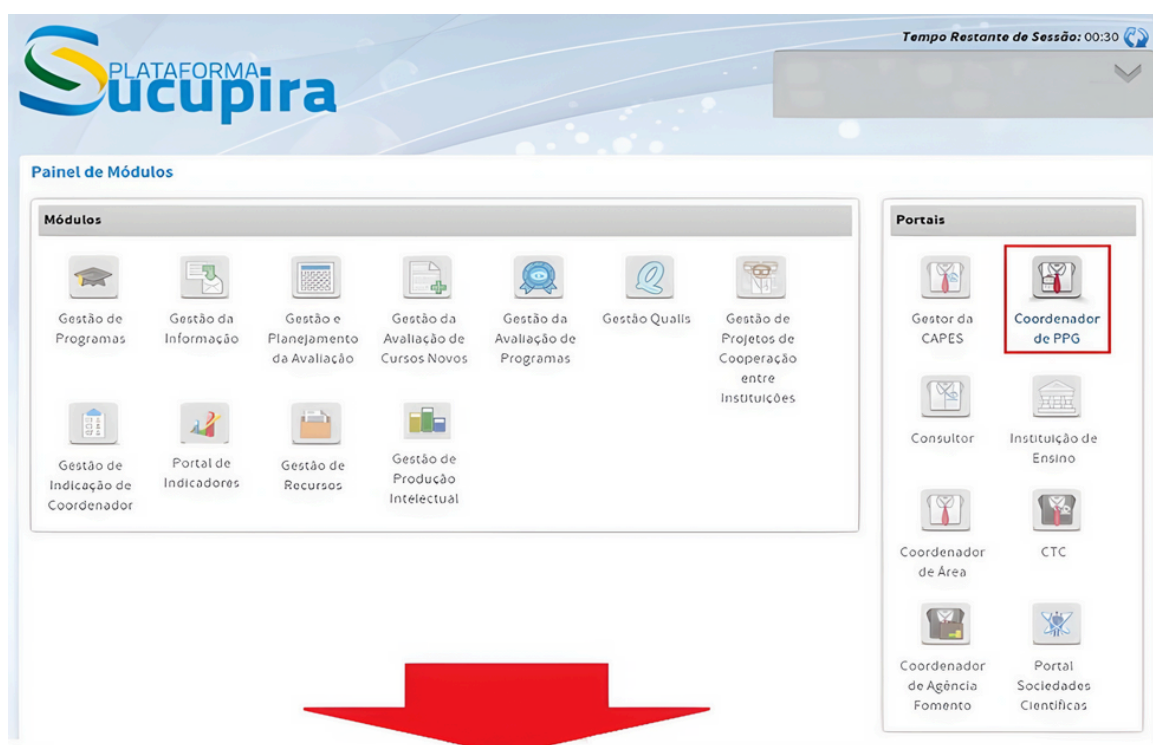 Tempo Restante de Sessão: 00:30
PLATAFORMA
Sucupira
Painel de Módulos
Módulos
Gestão de
Programas
Gestão da
Informação
Gestão e
Planejamento
da Avaliação
Gestão da
Avaliação de
Cursos Novos
Gestão da
Avaliação de
Programas
Gestão Qualis
Gestão de
Projetos de
Cooperação
entre
Instituições
Gestão de
Indicação de
Coordenador
Portal de
Indicadores
Gestão de
Recursos
Gestão de
Produção
Intelectual
Portais
Gestor da
CAPES
Coordenador
de PPG
Consultor
Instituição de
Ensino
Coordenador
de Área
CTC
Coordenador
de Agência
Fomento
Portal
Sociedades
Científicas